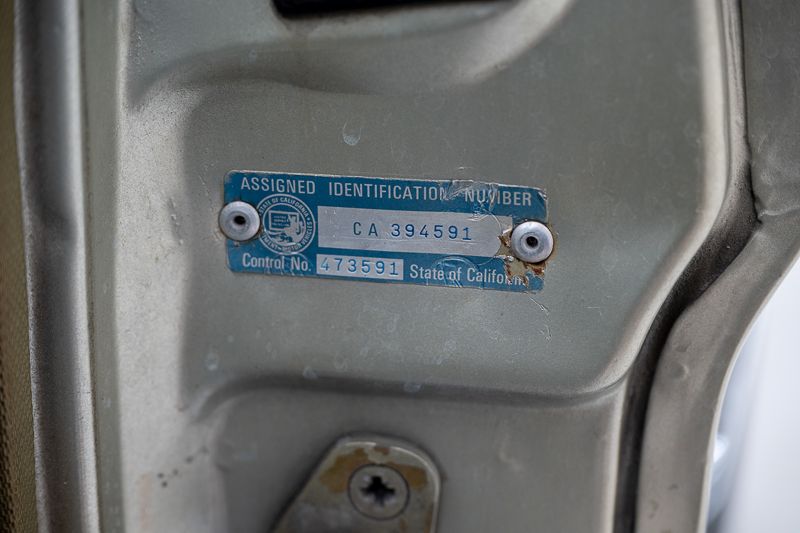 ASSIGNED IDENTIFICATION NUMBER
CA 394591
Control No. 473591 State of California